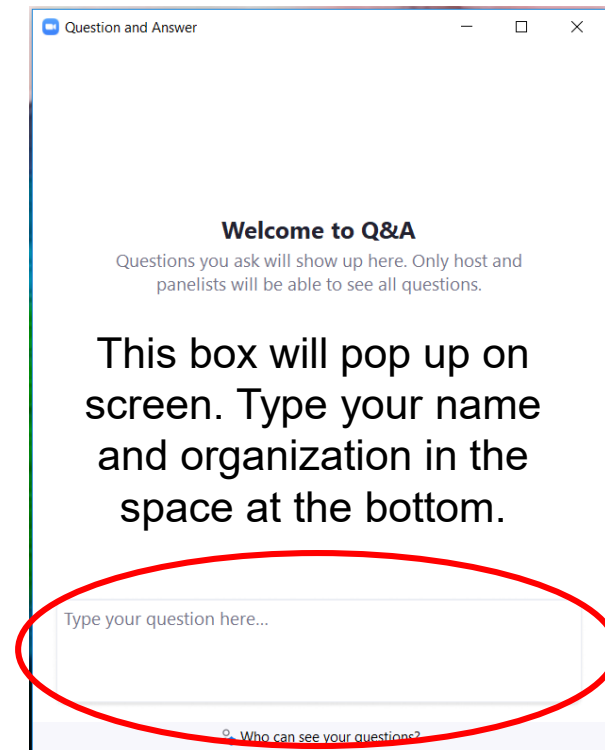 Question and Answer
Welcome to Q&A
Questions you ask will show up here. Only host and
panelists will be able to see all questions.
This box will pop up on
screen. Type your name
and organization in the
space at the bottom.
Type your question here...
Who can see your questions?